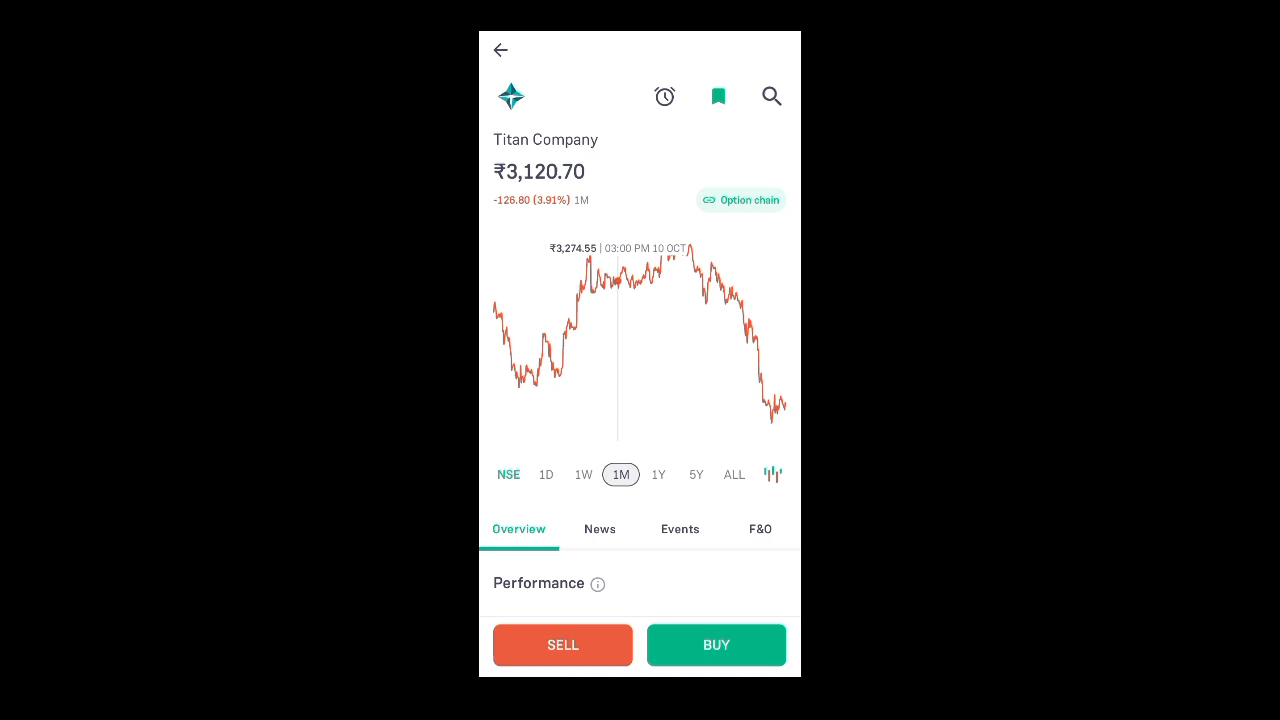 Titan Company
₹3,120.70
-126.80 (3.91%) 1M
Option chain
₹3,274.55 | 03:00 PM 10 OCT
NSE 1D 1W 1M 1Y 5Y ALL
Overview News Events F&O
Performance
SELL BUY